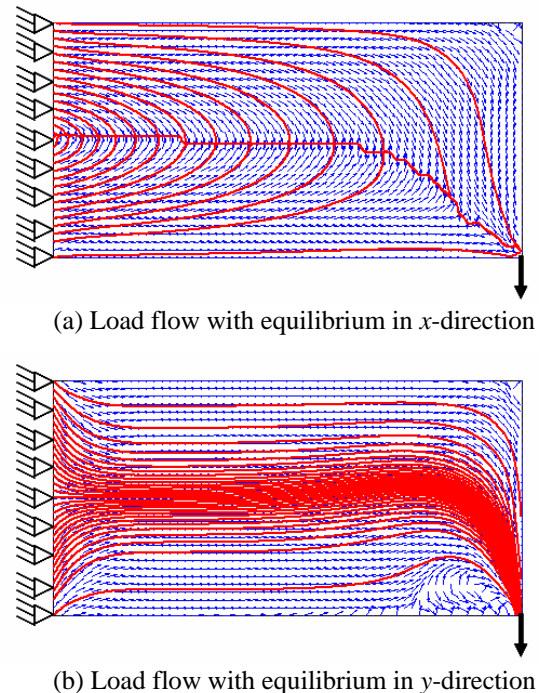 (a) Load flow with equilibrium in x-direction
(b) Load flow with equilibrium in y-direction